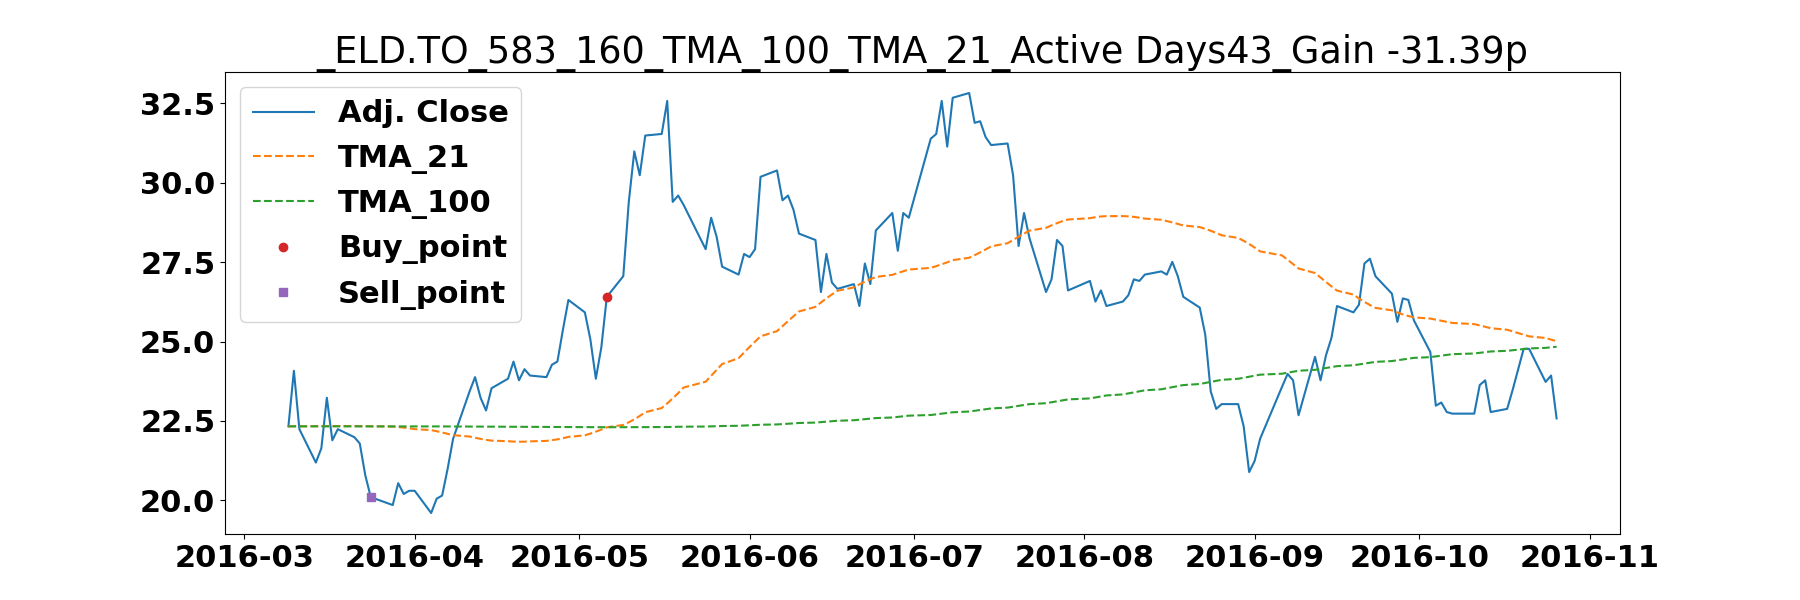 _ELD.TO_583_160_TMA_100_TMA_21_Active Days43_Gain -31.39p
32.5
30.0
27.5
25.0
22.5
20.0
Adj. Close
TMA_21
TMA_100
Buy_point
Sell_point
2016-03 2016-04 2016-05 2016-06 2016-07 2016-08 2016-09 2016-10 2016-11